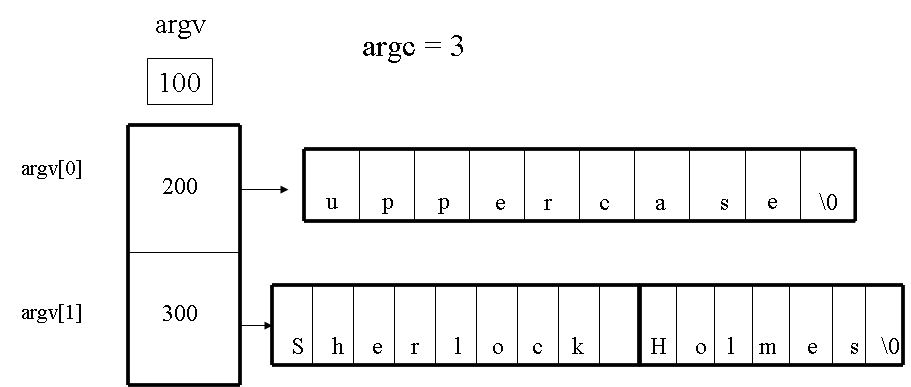 argv
argc = 3
100
argv[0]
200
u p p e r c a s e \0
argv[1]
300
S h e r l o c k H o l m e s \0